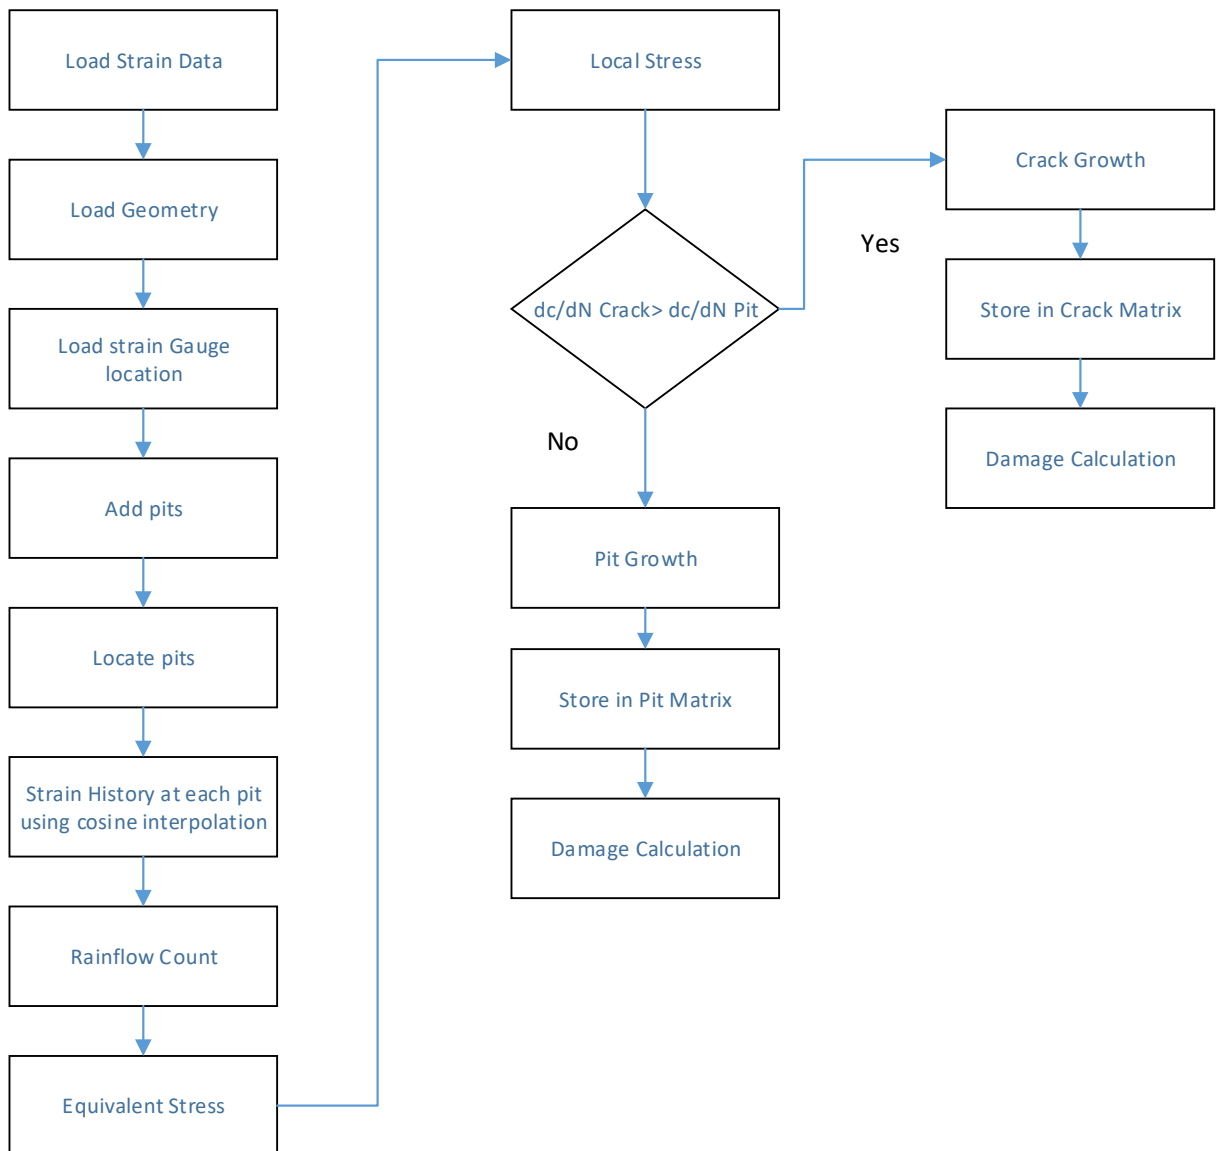 Load Strain Data
Load Geometry
Load strain Gauge
location
Add pits
Locate pits
Strain History at each pit
using cosine interpolation
Rainflow Count
Equivalent Stress
Local Stress
dc/dN Crack> dc/dN Pit
No
Pit Growth
Store in Pit Matrix
Damage Calculation
Yes
Crack Growth
Store in Crack Matrix
Damage Calculation